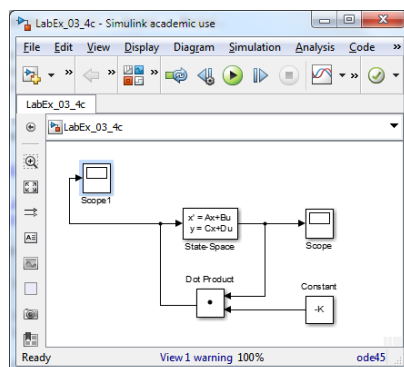 LabEx_03_4c - Simulink academic use
File Edit View Display Diagram Simulation Analysis Code »
» » »
LabEx_03_4c
LabEx_03_4c
Scope1
x' = Ax+Bu
y = Cx+Du
State-Space
Scope
Dot Product
Constant
-K
Ready View 1 warning 100% ode45